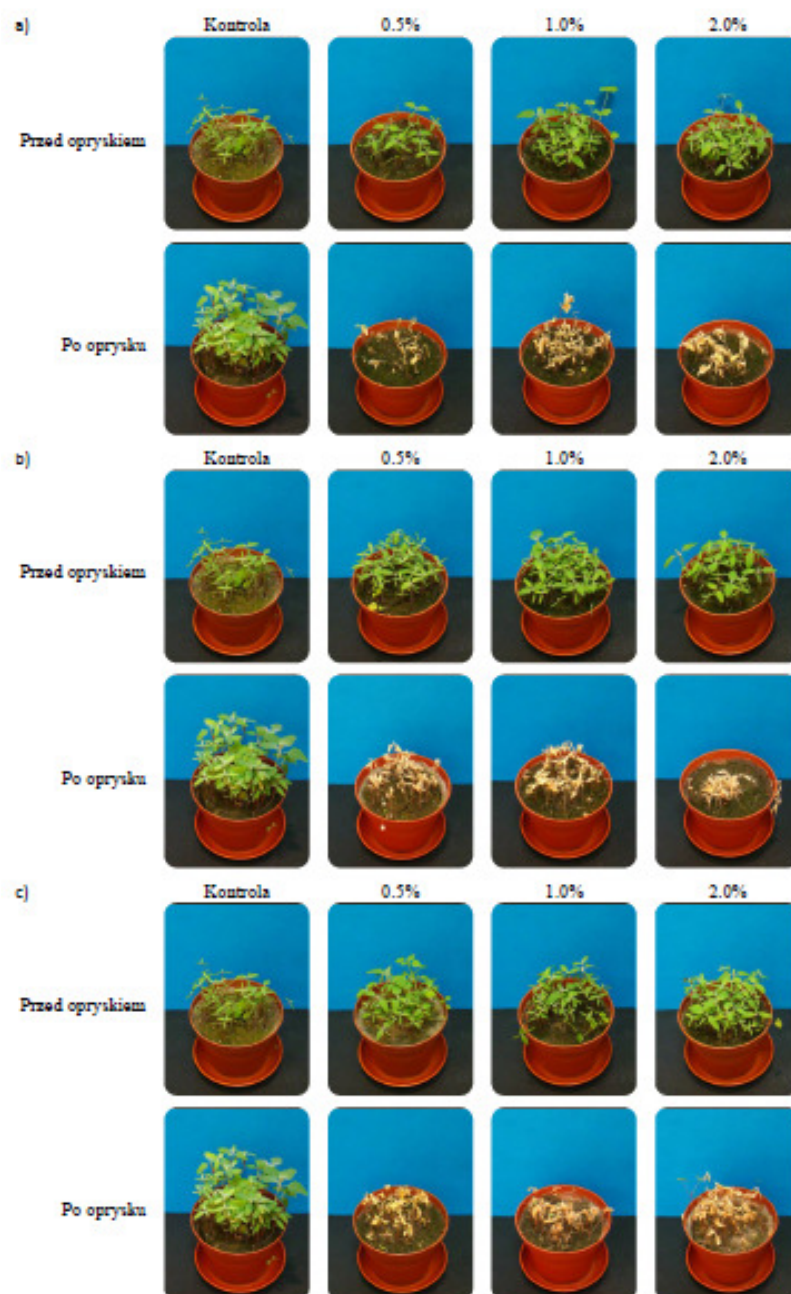 a) Kontrola 0.5% 1.0% 2.0%
Przed opryskiem
Po oprysku
b) Kontrola 0.5% 1.0% 2.0%
Przed opryskiem
Po oprysku
c) Kontrola 0.5% 1.0% 2.0%
Przed opryskiem
Po oprysku